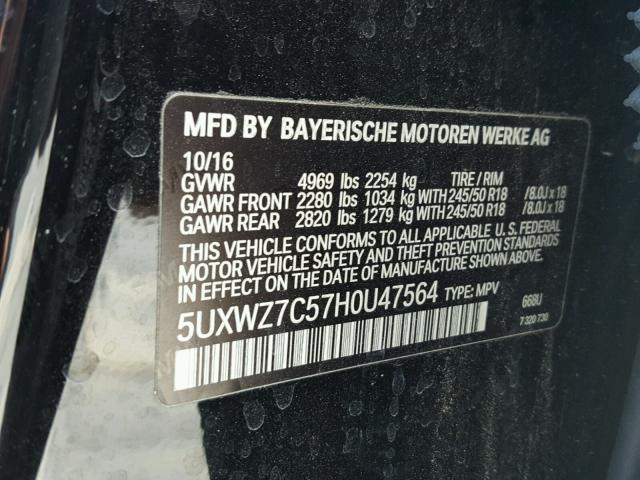 MFD BY BAYERISCHE MOTOREN WERKE AG
10/16
GVWR 4969 lbs 2254 kg TIRE / RIM
GAWR FRONT 2280 lbs 1034 kg WITH 245/50 R18 /8.0J x 18
GAWR REAR 2820 lbs 1279 kg WITH 245/50 R18 /8.0J x 18
THIS VEHICLE CONFORMS TO ALL APPLICABLE U. S. FEDERAL
MOTOR VEHICLE SAFETY AND THEFT PREVENTION STANDARDS
IN EFFECT ON THE DATE OF MANUFACTURE SHOWN ABOVE.
5UXWZ7C57H0U47564 TYPE: MPV 668U
7 320 730